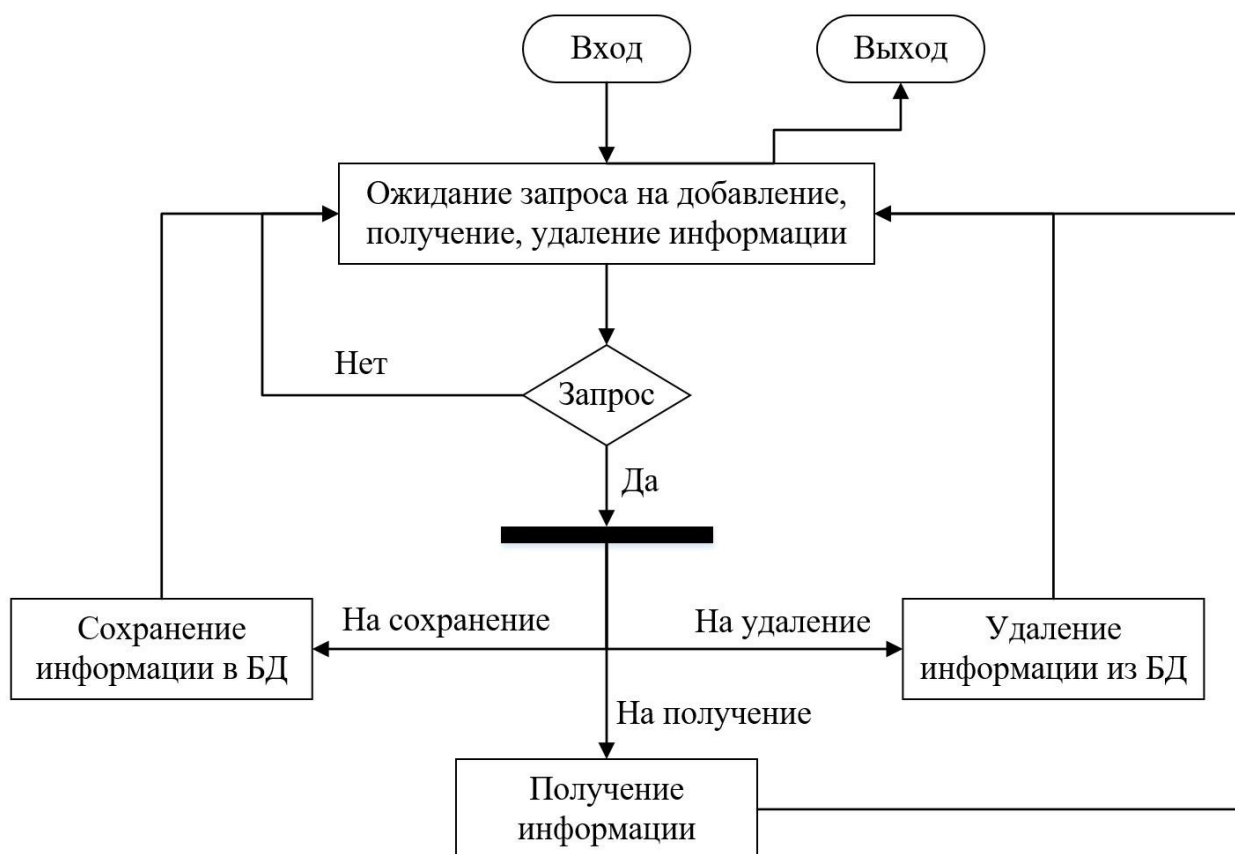 Вход
Выход
Ожидание запроса на добавление,
получение, удаление информации
Нет
Запрос
Да
Сохранение
информации в БД
На сохранение
На удаление
Удаление
информации из БД
На получение
Получение
информации